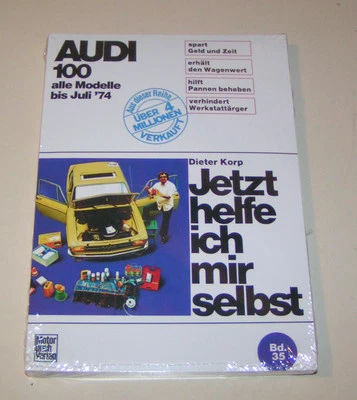 AUDI
100
alle Modelle
bis Juli '74
spart
Geld und Zeit
erhält
den Wagenwert
hilft
Pannen beheben
verhindert
Werkstattärger
Aus dieser Reihe
ÜBER 4
MILLIONEN
VERKAUFT
Dieter Korp
Jetzt
helfe
ich
mir
selbst
Motor
buch
Verlag
Bd.
35